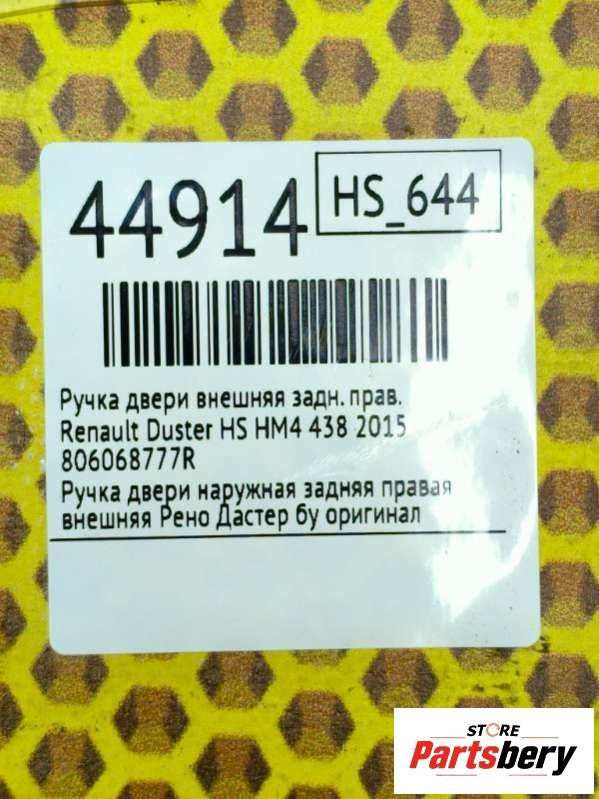 44914 HS_644
Ручка двери внешняя задн. прав.
Renault Duster HS HM4 438 2015
806068777R
Ручка двери наружная задняя правая
внешняя Рено Дастер бу оригинал
STORE
Partsbery